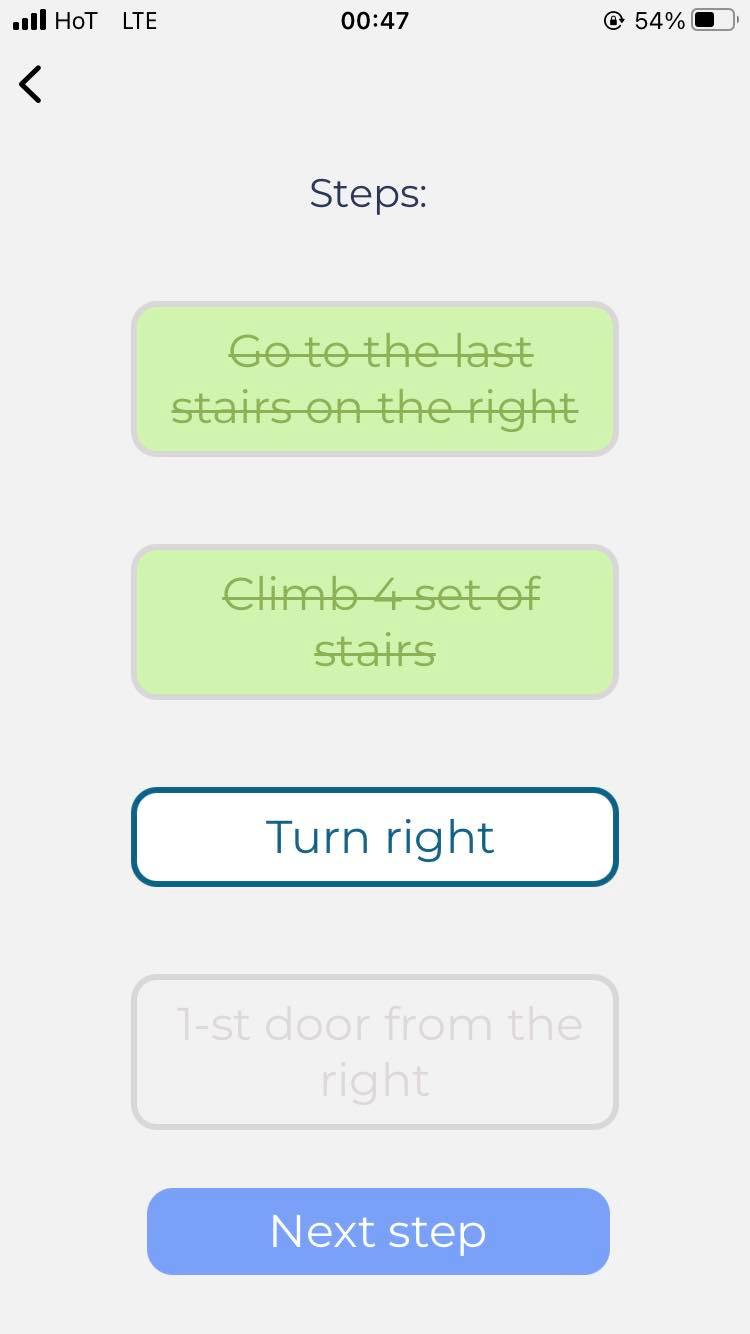 HoT LTE 00:47 54%
Steps:
Go to the last
stairs on the right
Climb 4 set of
stairs
Turn right
1-st door from the
right
Next step